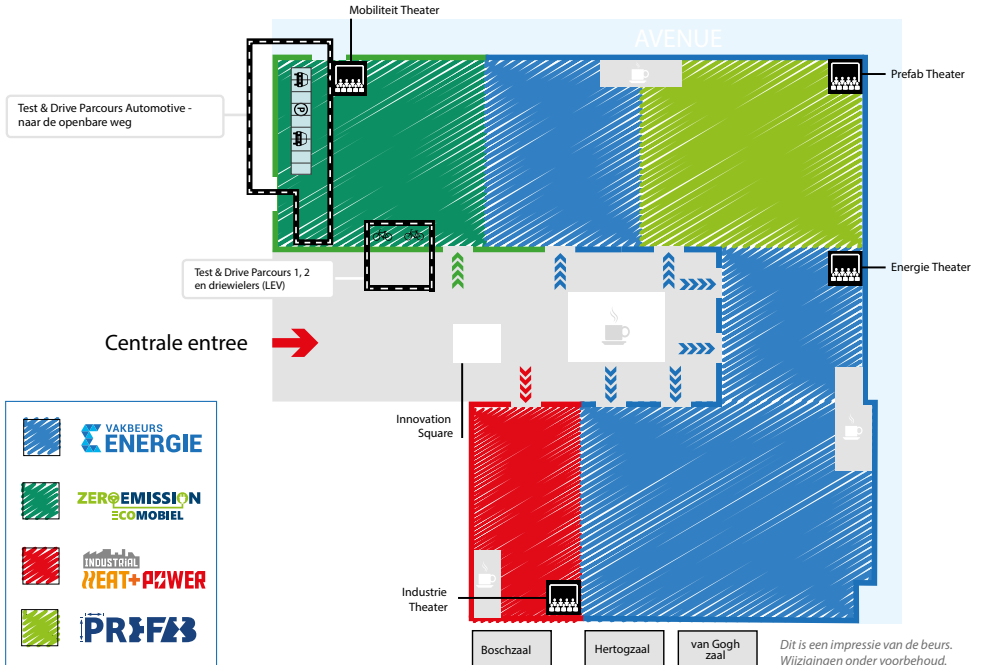 Mobiliteit Theater
AVENUE
Prefab Theater
Test & Drive Parcours Automotive -
naar de openbare weg
P
Energie Theater
Test & Drive Parcours 1, 2
en driewielers (LEV)
Centrale entree
Innovation
Square
VAKBEURS
ENERGIE
ZEROEMISSION
ECOMOBIEL
INDUSTRIAL
HEAT+POWER
PREFAB
Industrie
Theater
Boschzaal
Hertogzaal
van Gogh
zaal
Dit is een impressie van de beurs.
Wijzigingen onder voorbehoud.